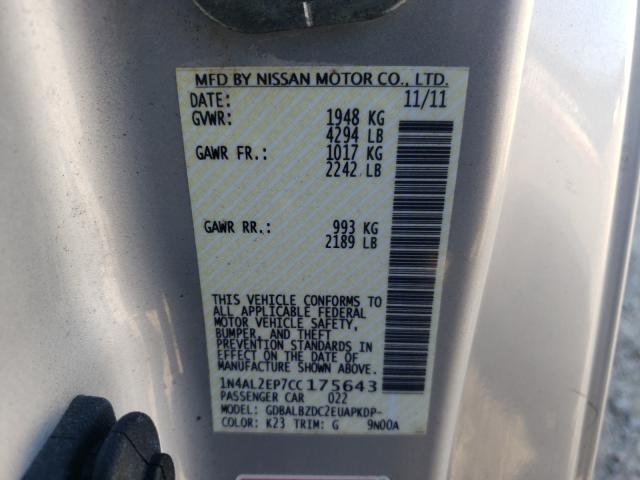 MFD BY NISSAN MOTOR CO., LTD.
DATE: 11/11
GVWR: 1948 KG
4294 LB
GAWR FR.: 1017 KG
2242 LB
GAWR RR.: 993 KG
2189 LB
THIS VEHICLE CONFORMS TO
ALL APPLICABLE FEDERAL
MOTOR VEHICLE SAFETY,
BUMPER, AND THEFT
PREVENTION STANDARDS IN
EFFECT ON THE DATE OF
MANUFACTURE SHOWN ABOVE.
1N4AL2EP7CC175643
PASSENGER CAR 022
MODEL: GDBALBZDC2EUAPKDP-
COLOR: K23 TRIM: G 9N00A